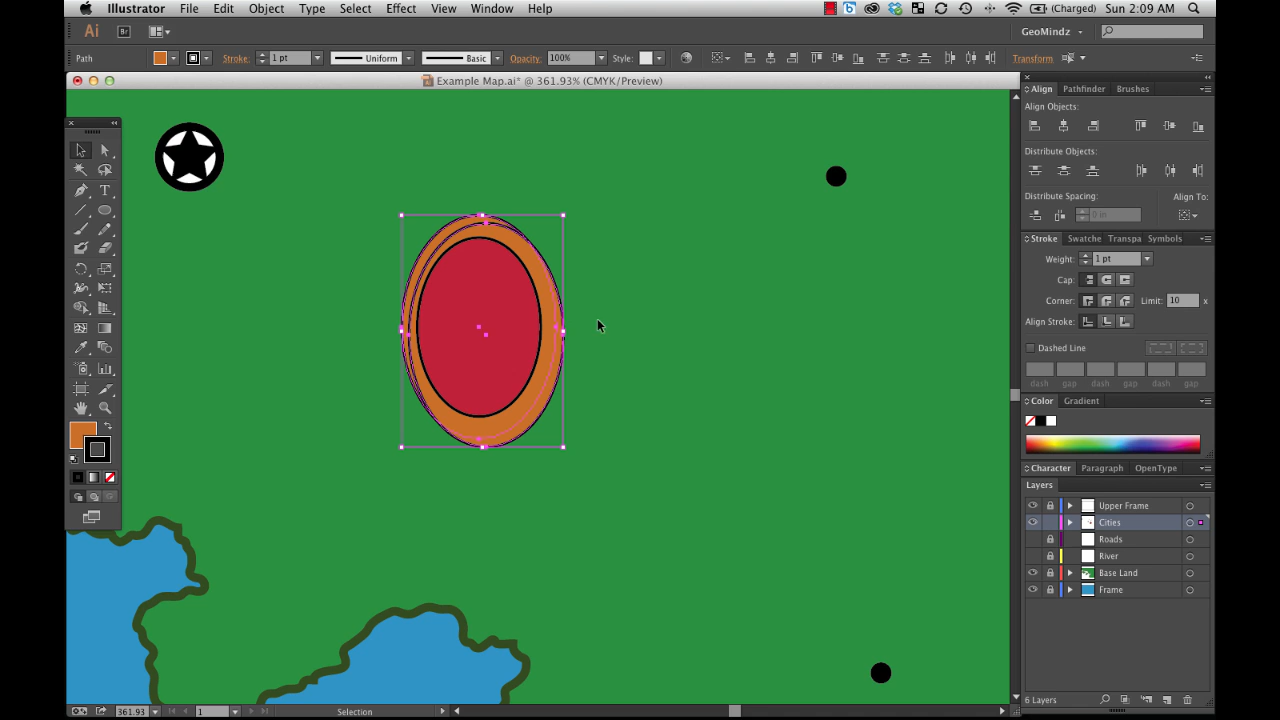 Illustrator File Edit Object Type Select Effect View Window Help (Charged) Sun 2:09 AM
Ai Br GeoMindz
Path Stroke: 1 pt Uniform Basic Opacity: 100% Style: Transform
Example Map.ai* @ 361.93% (CMYK/Preview)
Align Pathfinder Brushes
Align Objects:
Distribute Objects:
Distribute Spacing: Align To:
0 in
Stroke Swatche Transpa Symbols
Weight: 1 pt
Cap:
Corner: Limit: 10 x
Align Stroke:
Dashed Line
dash gap dash gap dash gap
Color Gradient
Character Paragraph OpenType
Layers
Upper Frame
Cities
Roads
River
Base Land
Frame
6 Layers
361.93 1 Selection